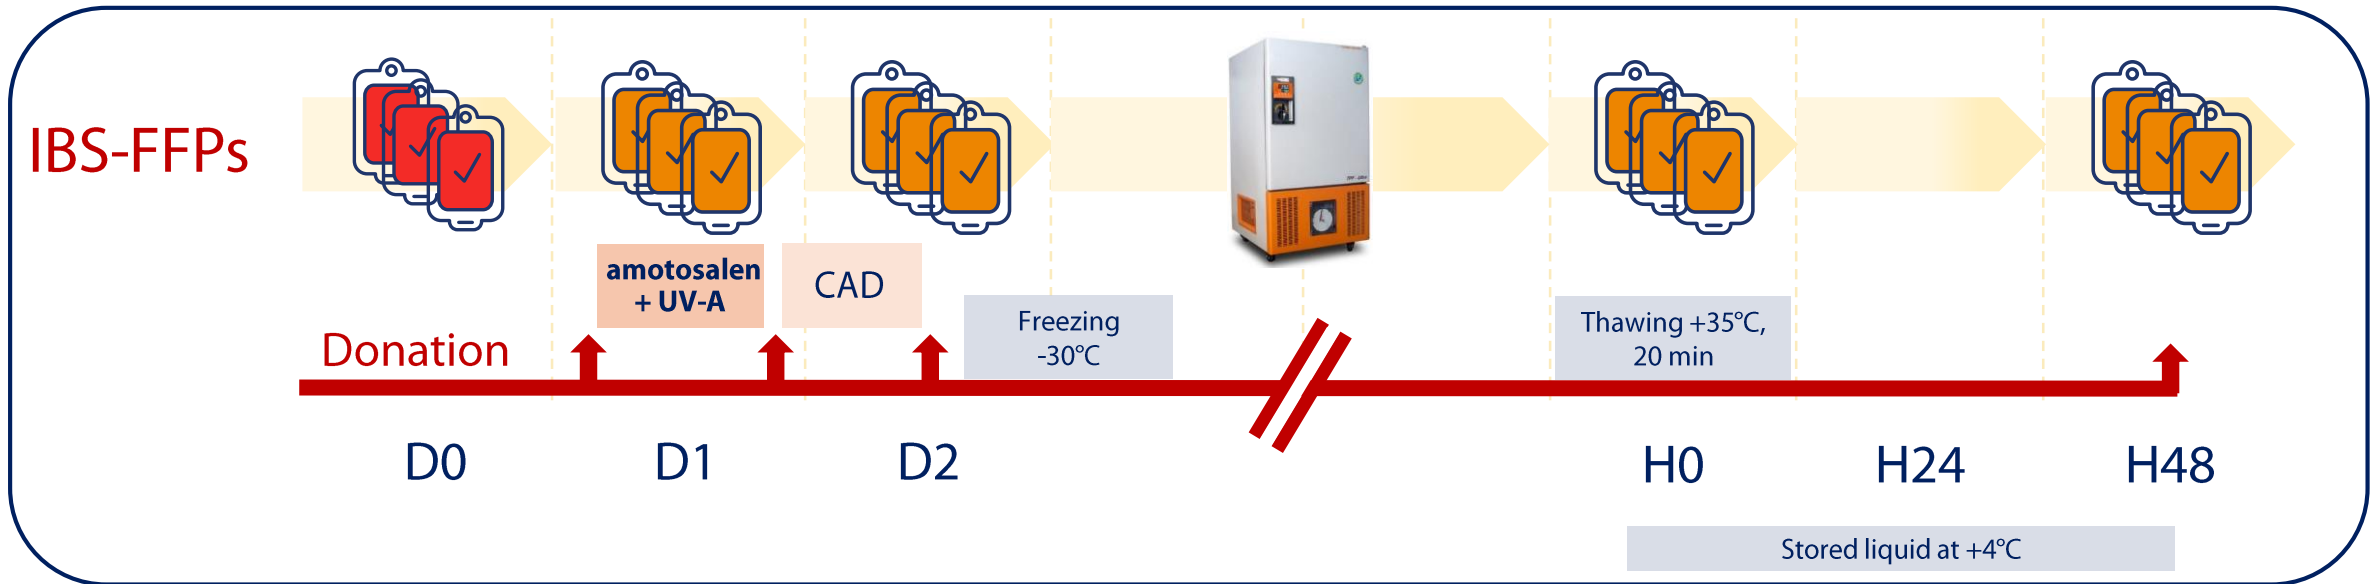 IBS-FFPs
amotosalen
+ UV-A
CAD
Donation
Freezing
-30°C
Thawing +35°C,
20 min
D0
D1
D2
H0
H24
H48
Stored liquid at +4°C